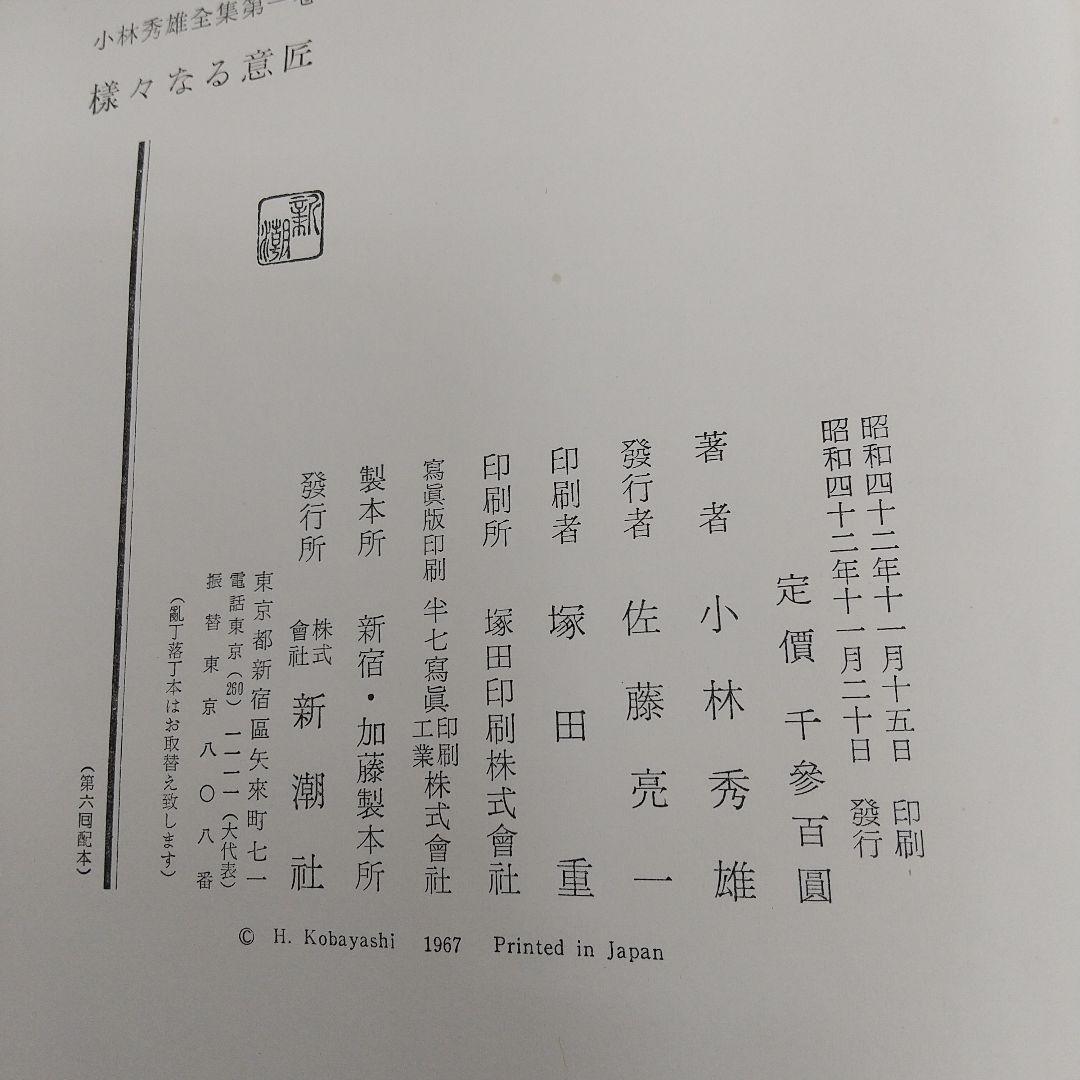 小林秀雄全集第一巻
樣々なる意匠
新潮
昭和四十二年十一月十五日 印刷
昭和四十二年十一月二十日 發行
定價千參百圓
著者 小林秀雄
發行者 佐藤亮一
印刷者 塚田重
印刷所 塚田印刷株式會社
寫眞版印刷 半七寫眞印刷工業株式會社
製本所 新宿・加藤製本所
發行所 株式會社 新潮社
東京都新宿區矢來町七一
電話東京(260)一一一一(大代表)
振替東京八〇八番
(亂丁落丁本はお取替え致します)
(第六回配本)
© H. Kobayashi 1967 Printed in Japan